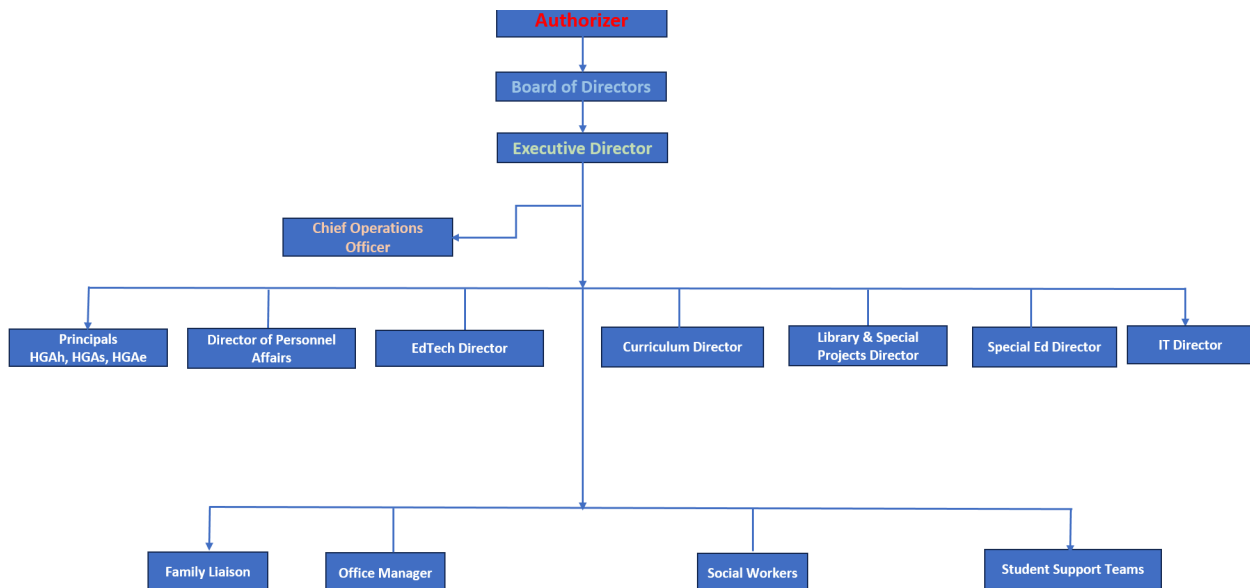 Authorizer
Board of Directors
Executive Director
Chief Operations
Officer
Principals
HGAh, HGAs, HGAe
Director of Personnel
Affairs
EdTech Director
Curriculum Director
Library & Special
Projects Director
Special Ed Director
IT Director
Family Liaison
Office Manager
Social Workers
Student Support Teams